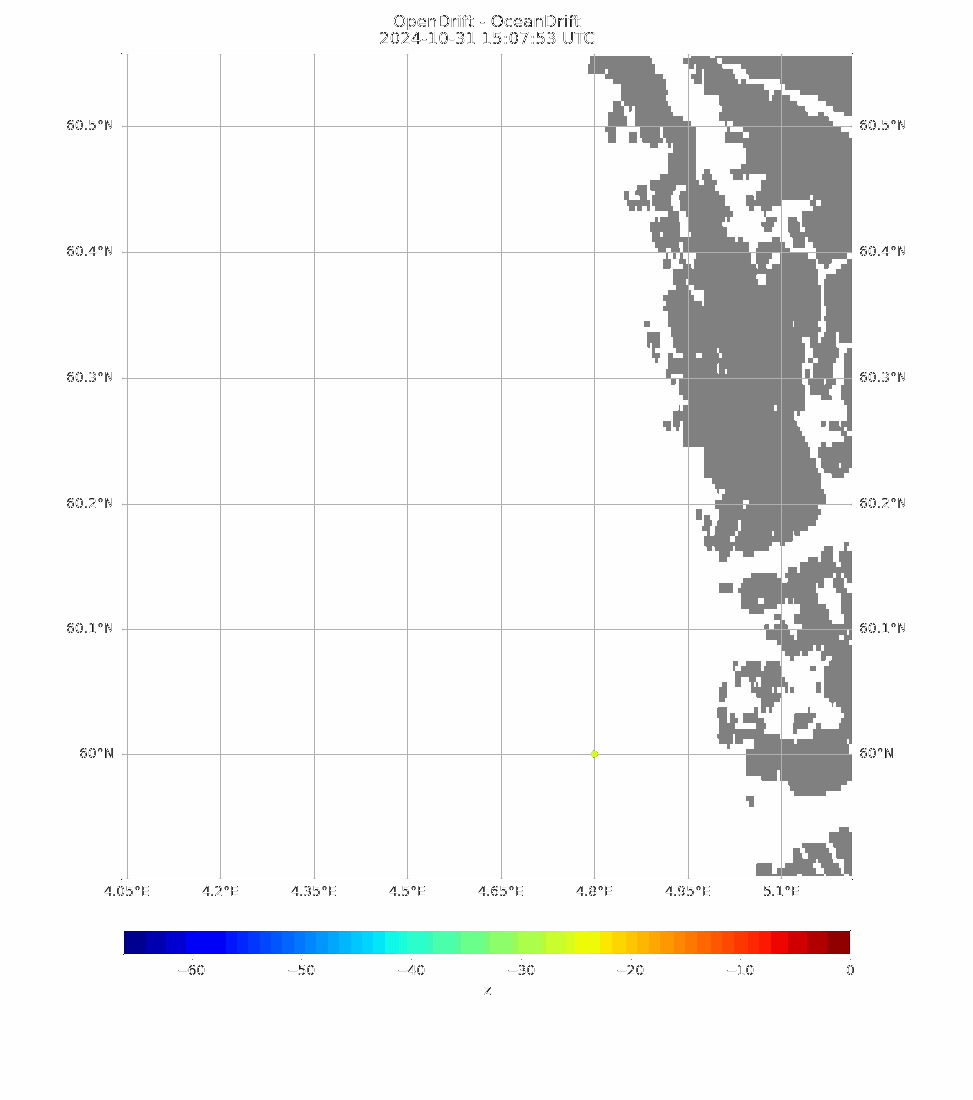 OpenDrift - OceanDrift
2024-10-31 15:07:53 UTC
60.5°N 60.5°N
60.4°N 60.4°N
60.3°N 60.3°N
60.2°N 60.2°N
60.1°N 60.1°N
60°N 60°N
4.05°E 4.2°E 4.35°E 4.5°E 4.65°E 4.8°E 4.95°E 5.1°E
−60 −50 −40 −30 −20 −10 0
z